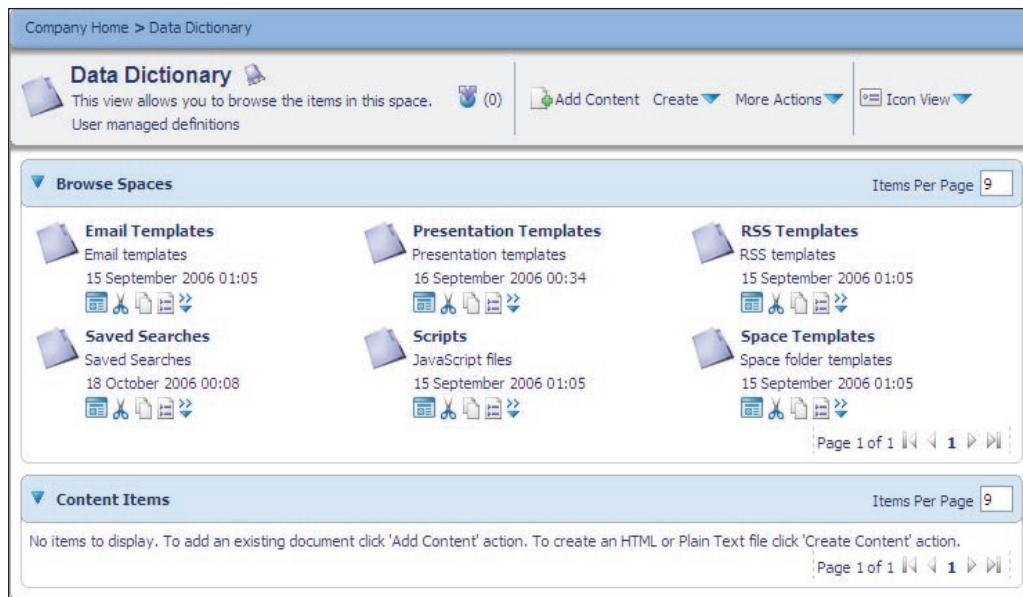 Company Home > Data Dictionary
Data Dictionary
This view allows you to browse the items in this space.
User managed definitions
(0)
Add Content Create More Actions Icon View
Browse Spaces Items Per Page 9
Email Templates Presentation Templates RSS Templates
Email templates Presentation templates RSS templates
15 September 2006 01:05 16 September 2006 00:34 15 September 2006 01:05
Saved Searches Scripts Space Templates
Saved Searches JavaScript files Space folder templates
18 October 2006 00:08 15 September 2006 01:05 15 September 2006 01:05
Page 1 of 1 1
Content Items Items Per Page 9
No items to display. To add an existing document click 'Add Content' action. To create an HTML or Plain Text file click 'Create Content' action.
Page 1 of 1 1